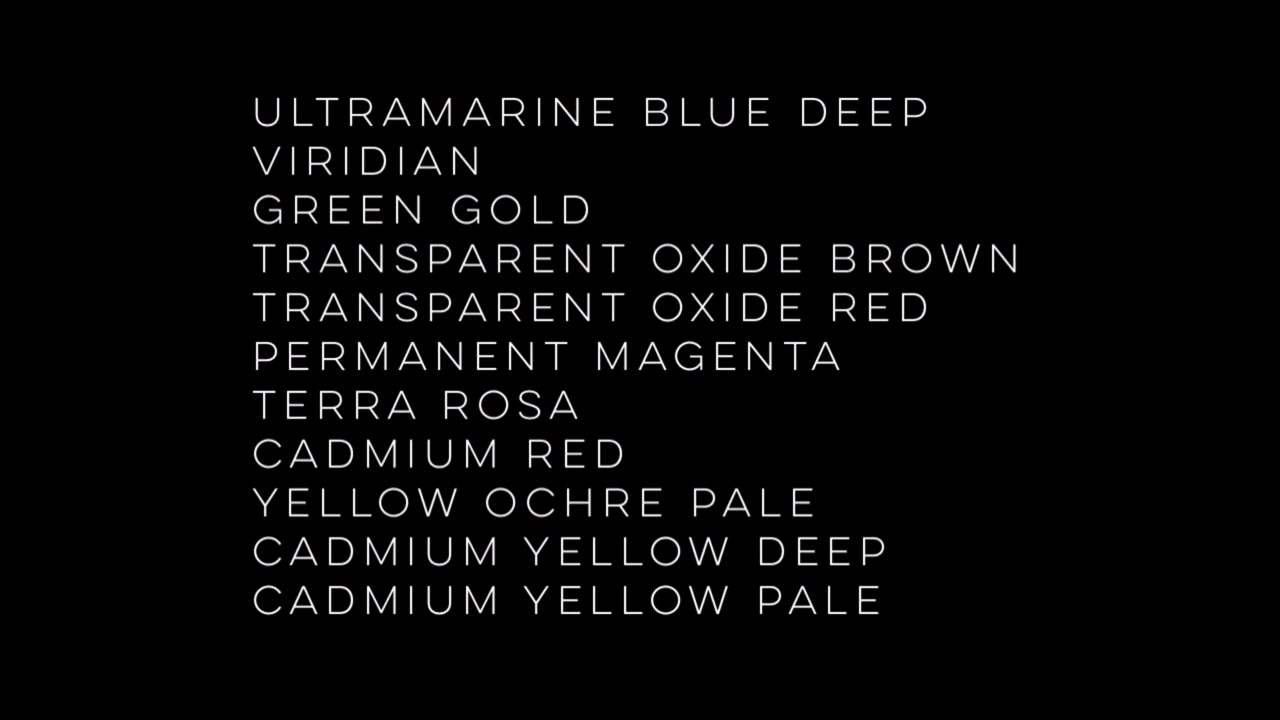 ULTRAMARINE BLUE DEEP
VIRIDIAN
GREEN GOLD
TRANSPARENT OXIDE BROWN
TRANSPARENT OXIDE RED
PERMANENT MAGENTA
TERRA ROSA
CADMIUM RED
YELLOW OCHRE PALE
CADMIUM YELLOW DEEP
CADMIUM YELLOW PALE